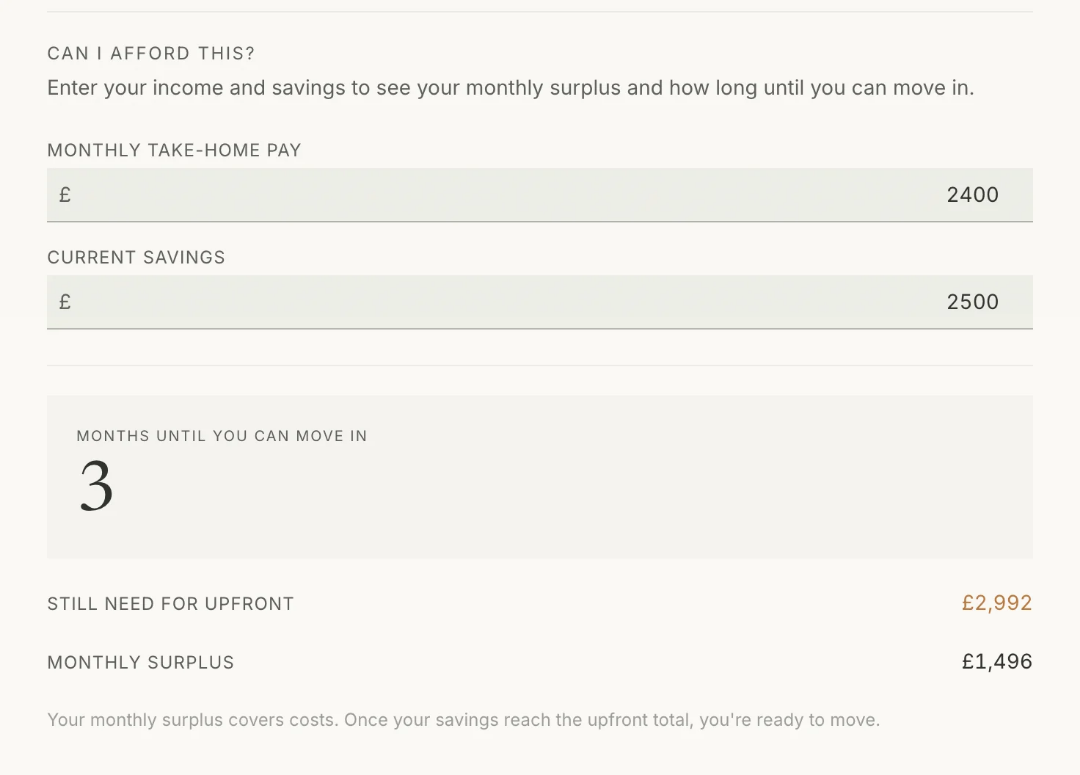 CAN I AFFORD THIS?
Enter your income and savings to see your monthly surplus and how long until you can move in.
MONTHLY TAKE-HOME PAY
£ 2400
CURRENT SAVINGS
£ 2500
MONTHS UNTIL YOU CAN MOVE IN
3
STILL NEED FOR UPFRONT £2,992
MONTHLY SURPLUS £1,496
Your monthly surplus covers costs. Once your savings reach the upfront total, you're ready to move.